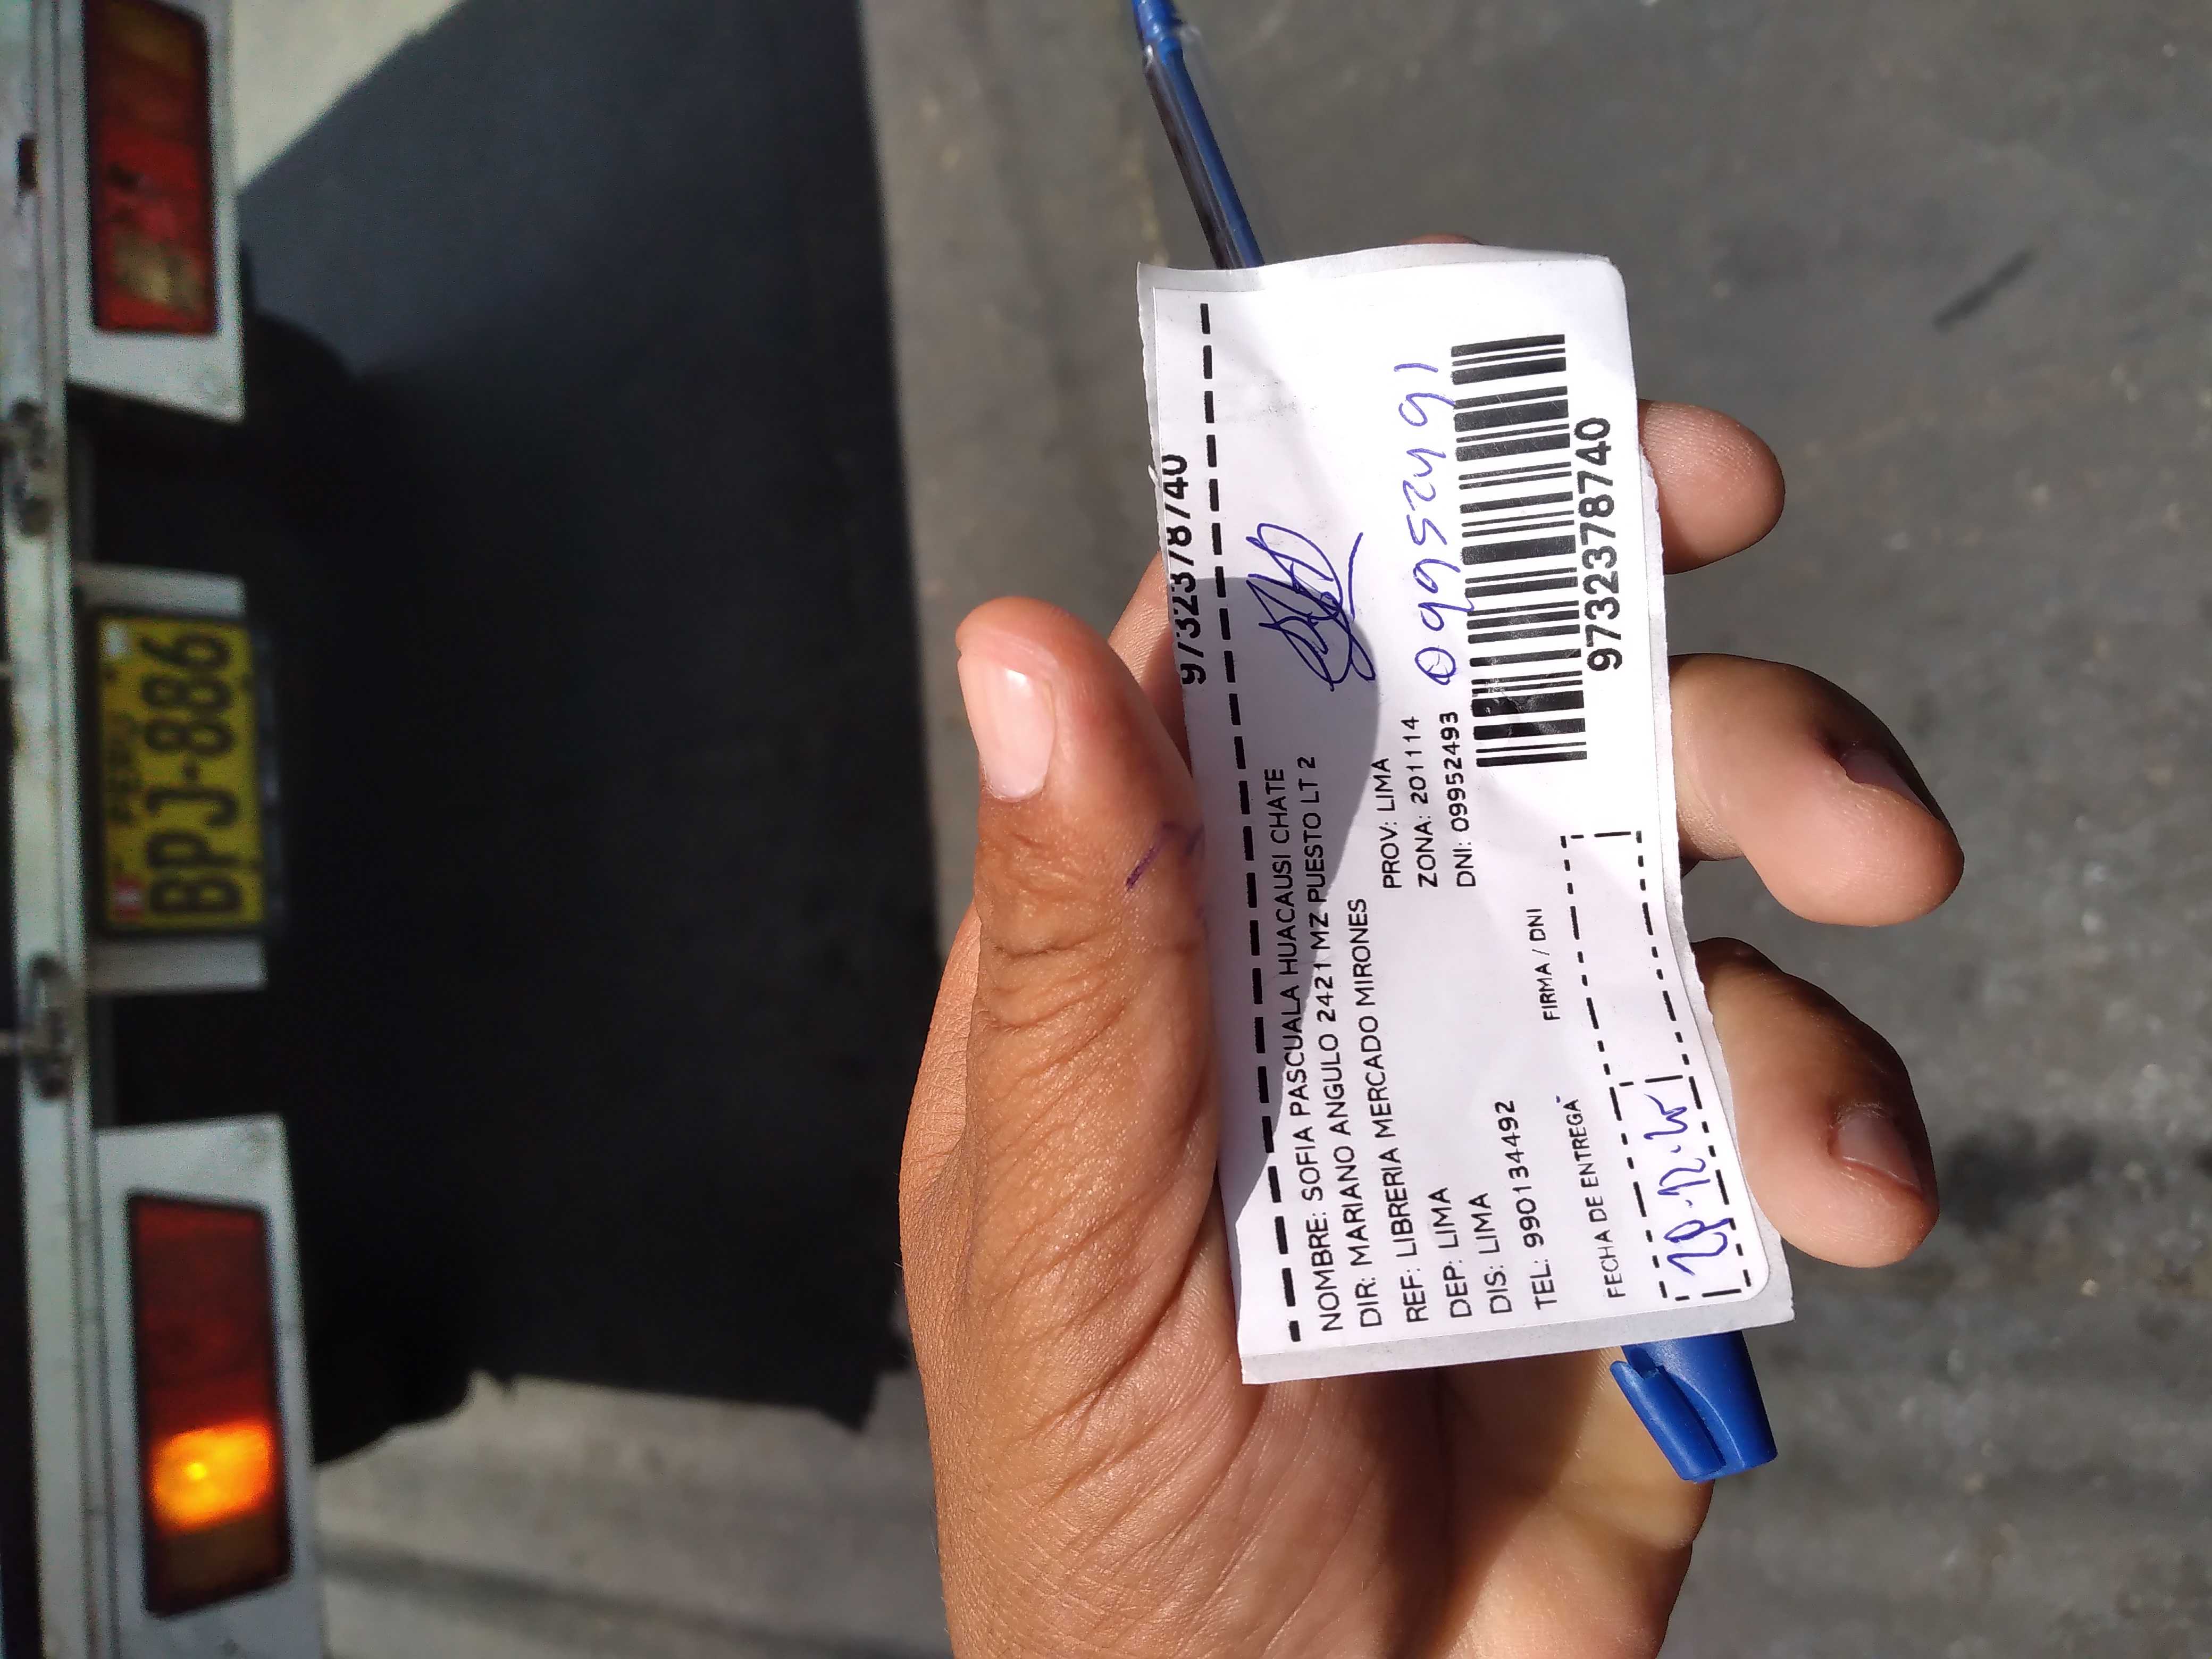 PERU
BPJ-886
9732378740
NOMBRE: SOFIA PASCUALA HUACAUSI CHATE
DIR: MARIANO ANGULO 2421 MZ PUESTO LT 2
REF: LIBRERIA MERCADO MIRONES
DEP: LIMA PROV: LIMA
DIS: LIMA ZONA: 201114
TEL: 990134492 DNI: 09952493
09952491
9732378740
FECHA DE ENTREGA FIRMA / DNI